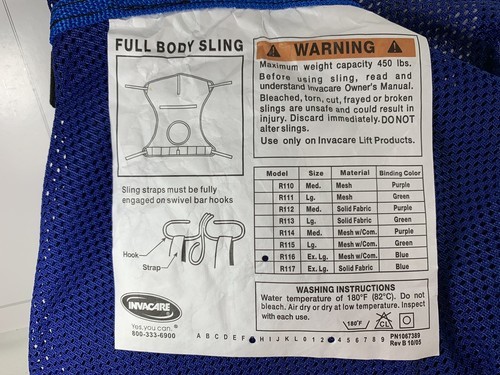 FULL BODY SLING
Sling straps must be fully
engaged on swivel bar hooks
Hook
Strap
INVACARE
Yes, you can.®
600-333-6900
WARNING
Maximum weight capacity 450 lbs.
Before using sling, read and
understand Invacare Owner's Manual.
Bleached, torn, cut, frayed or broken
slings are unsafe and could result in
injury. Discard immediately. DO NOT
alter slings.
Use only on Invacare Lift Products.
Model Size Material Binding Color
R110 Med. Mesh Purple
R111 Lg. Mesh Green
R112 Med. Solid Fabric Purple
R113 Lg. Solid Fabric Green
R114 Med. Mesh w/Com. Purple
R115 Lg. Mesh w/Com. Green
R116 Ex. Lg. Mesh w/Com. Blue
R117 Ex. Lg. Solid Fabric Blue
WASHING INSTRUCTIONS
Water temperature of 180°F (82°C). Do not
bleach. Air dry or dry at low temperature. Inspect
with each use.
180°F CL
A B C D E F H I J K L 0 1 2 4 5 6 7 8 9
PN1067389
Rev B 10/05